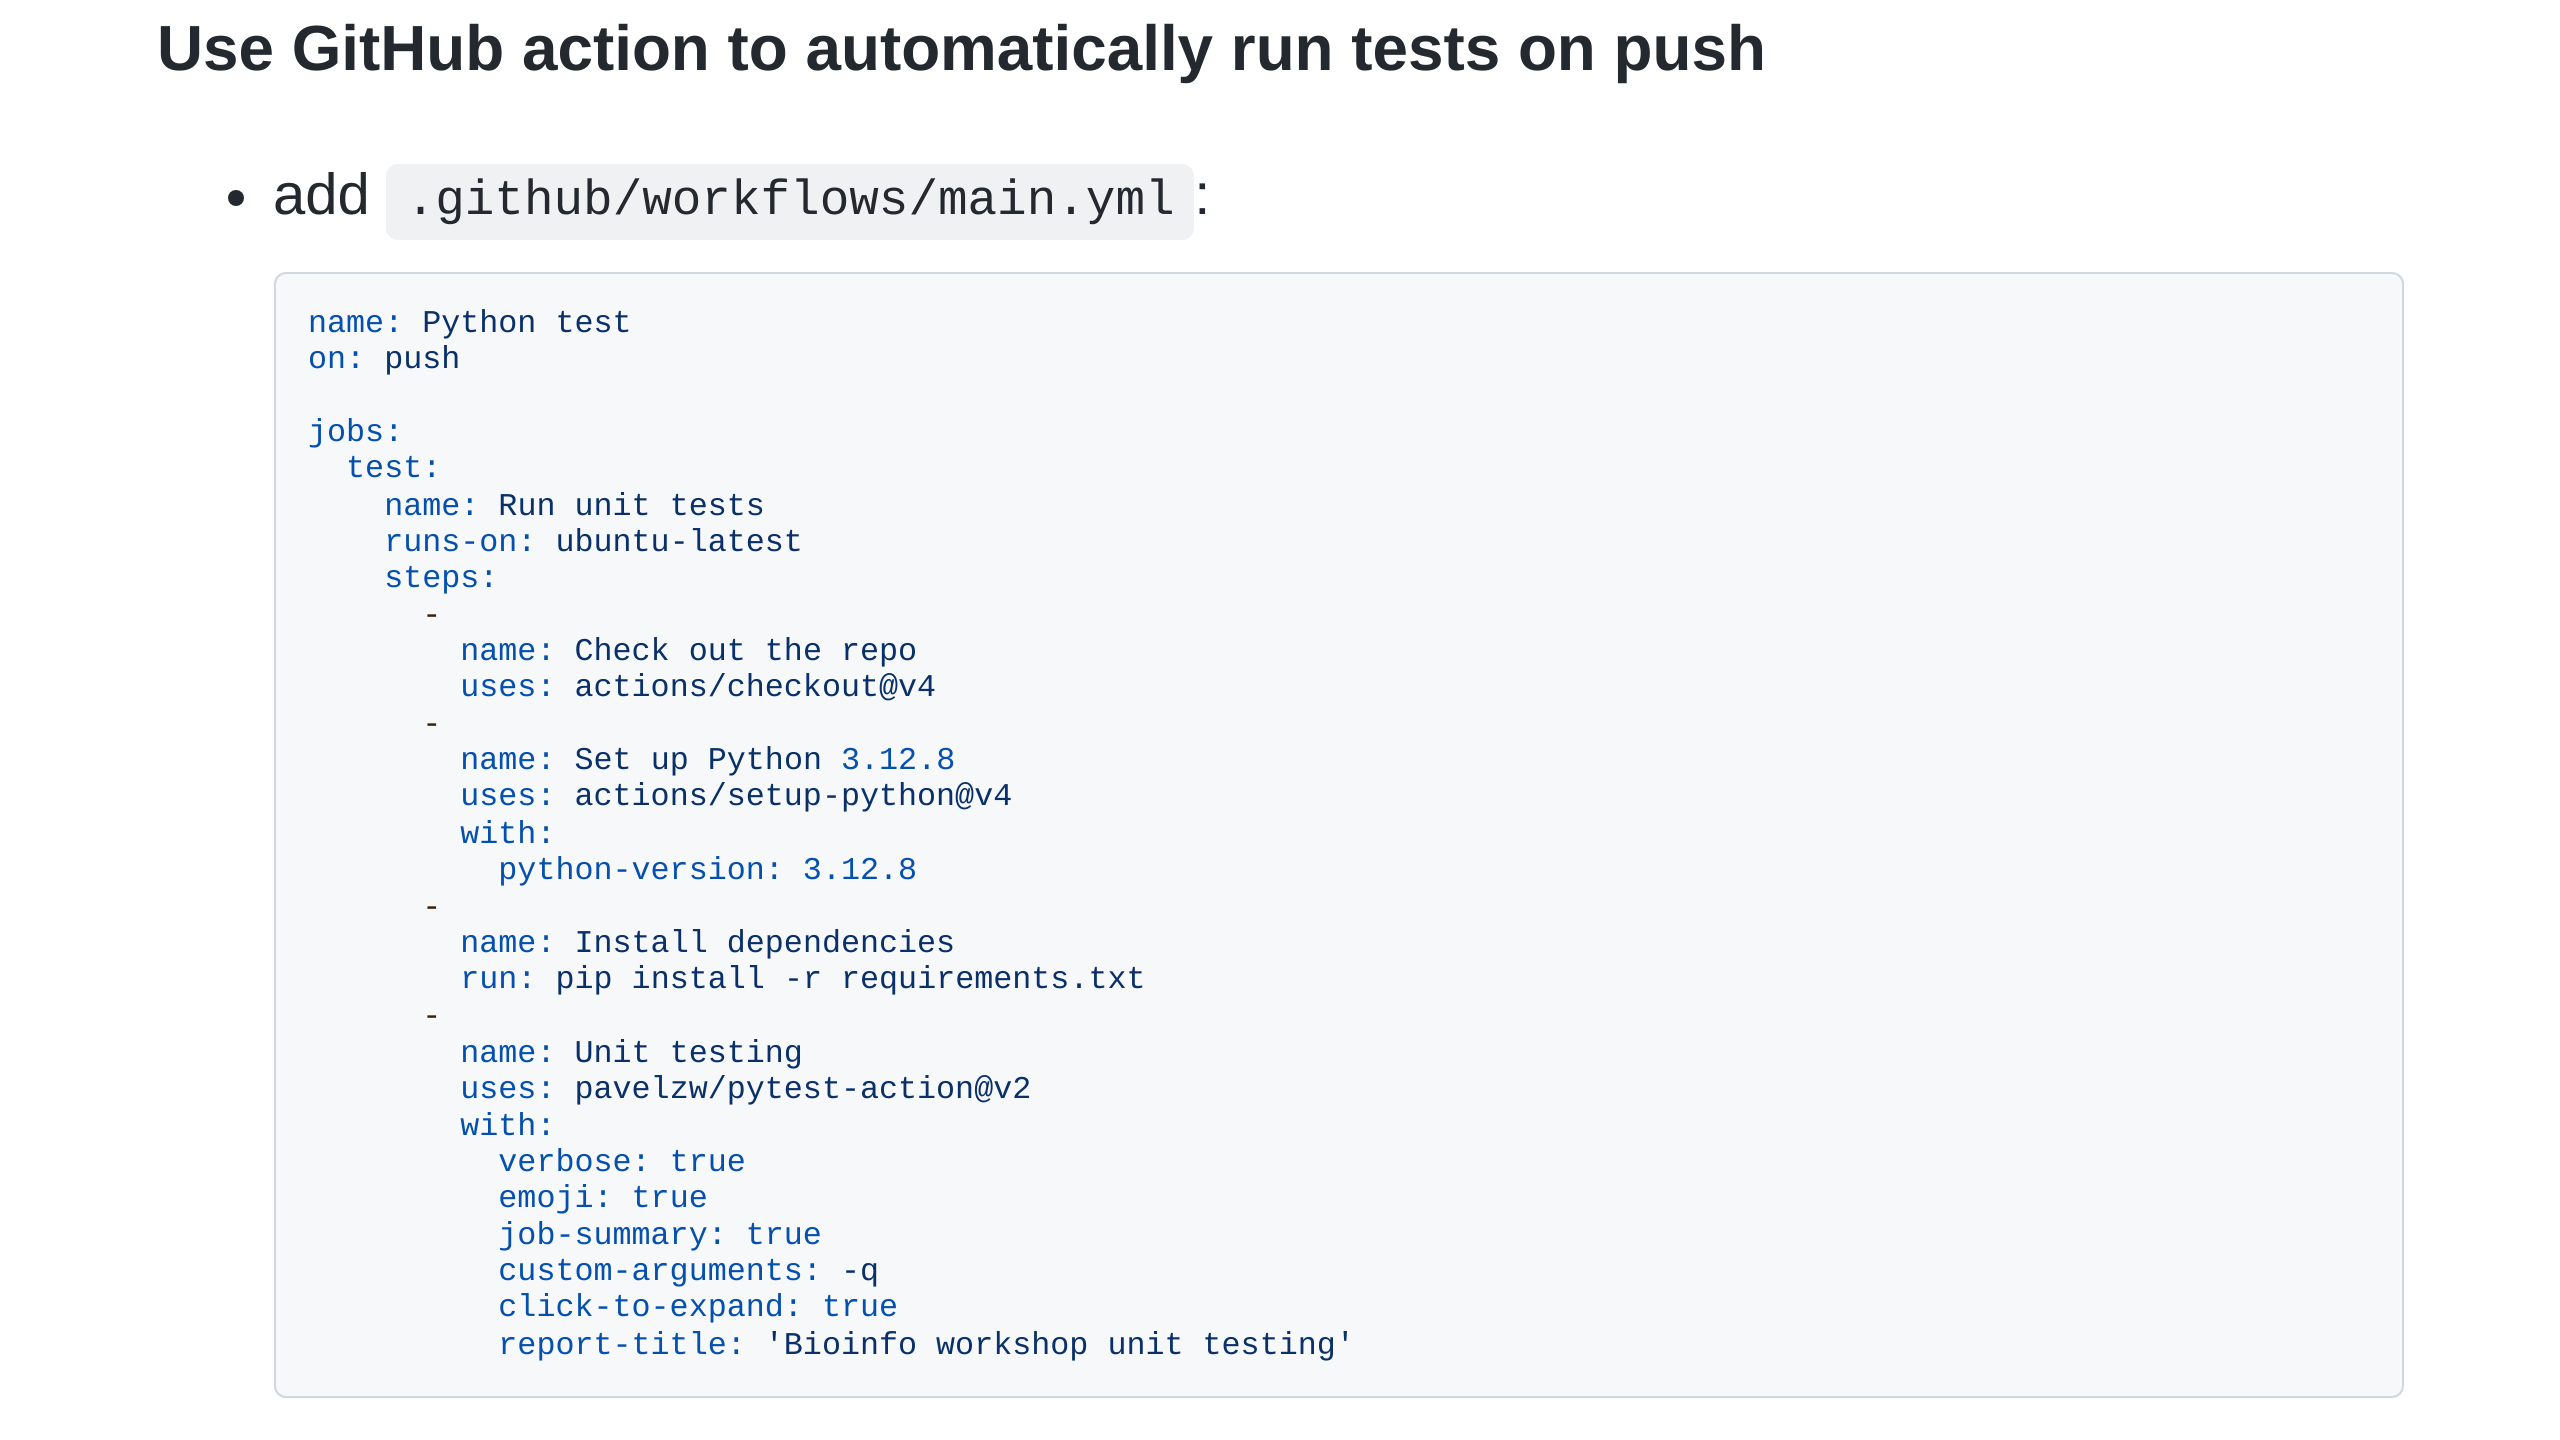 Use GitHub action to automatically run tests on push
• add .github/workflows/main.yml:
name: Python test
on: push

jobs:
  test:
    name: Run unit tests
    runs-on: ubuntu-latest
    steps:
      -
        name: Check out the repo
        uses: actions/checkout@v4
      -
        name: Set up Python 3.12.8
        uses: actions/setup-python@v4
        with:
          python-version: 3.12.8
      -
        name: Install dependencies
        run: pip install -r requirements.txt
      -
        name: Unit testing
        uses: pavelzw/pytest-action@v2
        with:
          verbose: true
          emoji: true
          job-summary: true
          custom-arguments: -q
          click-to-expand: true
          report-title: 'Bioinfo workshop unit testing'